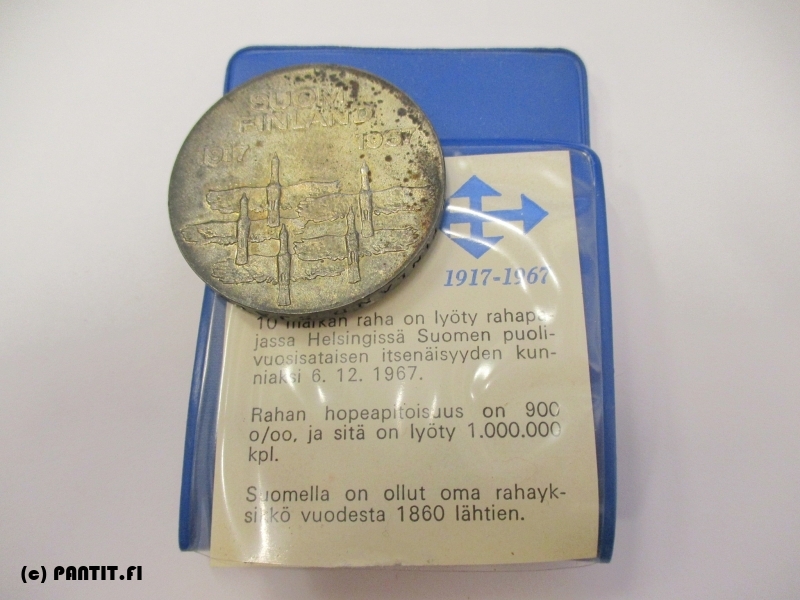 SUOMI
FINLAND
1917 1967
1917-1967
10 markan raha on lyöty rahapa-
jassa Helsingissä Suomen puoli-
vuosisataisen itsenäisyyden kun-
niaksi 6. 12. 1967.
Rahan hopeapitoisuus on 900
o/oo, ja sitä on lyöty 1.000.000
kpl.
Suomella on ollut oma rahayk-
sikkö vuodesta 1860 lähtien.
(c) PANTIT.FI